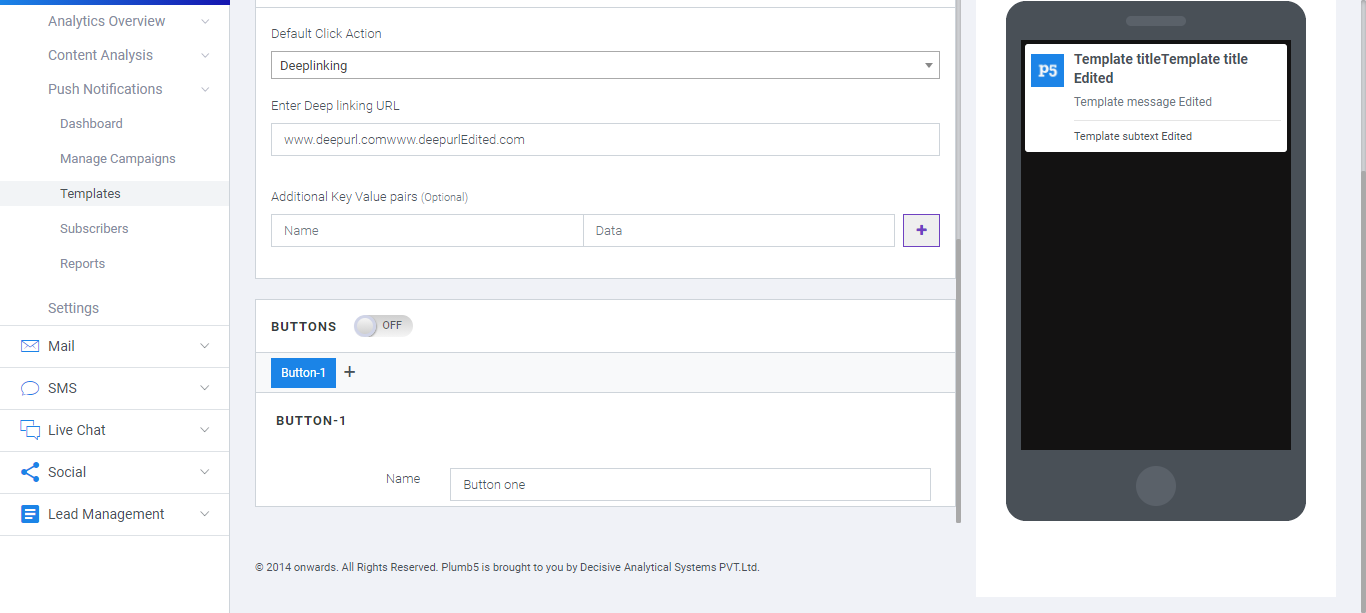 Analytics Overview
Content Analysis
Push Notifications
Dashboard
Manage Campaigns
Templates
Subscribers
Reports
Settings
Mail
SMS
Live Chat
Social
Lead Management
Default Click Action
Deeplinking
Enter Deep linking URL
www.deepurl.comwww.deepurlEdited.com
Additional Key Value pairs (Optional)
Name Data +
BUTTONS OFF
Button-1 +
BUTTON-1
Name Button one
© 2014 onwards. All Rights Reserved. Plumb5 is brought to you by Decisive Analytical Systems PVT.Ltd.
P5
Template titleTemplate title
Edited
Template message Edited
Template subtext Edited